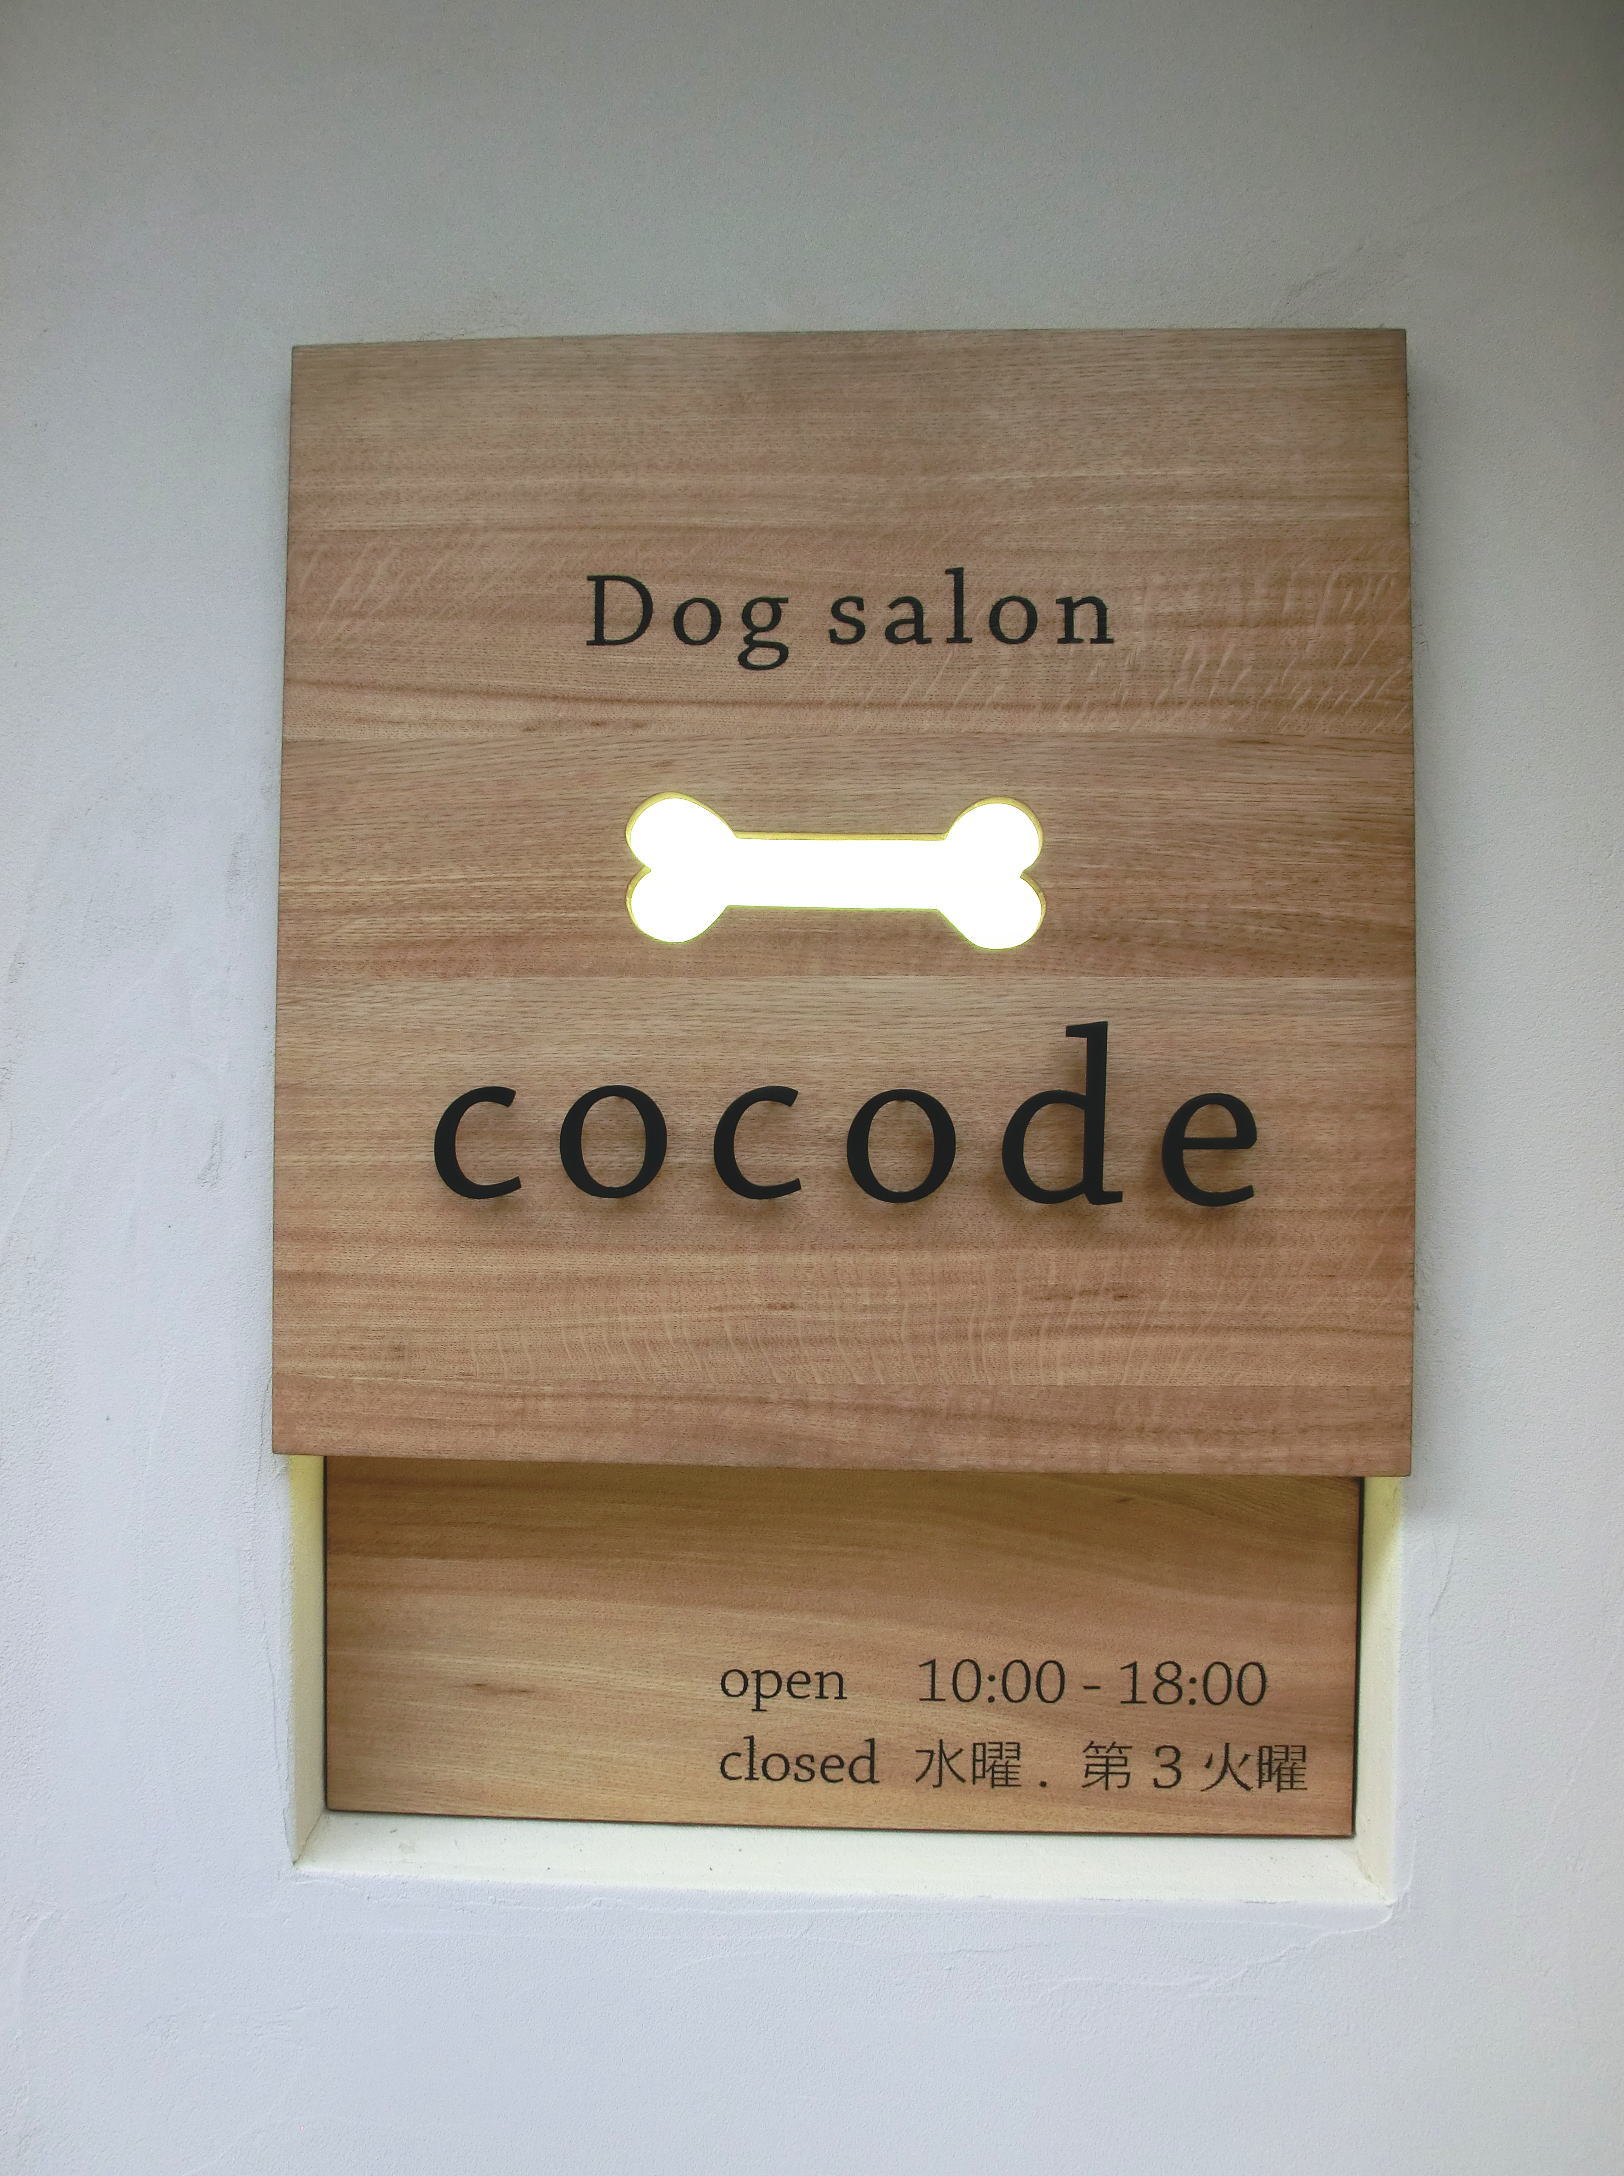 Dog salon
cocode
open 10:00 - 18:00
closed 水曜. 第3火曜